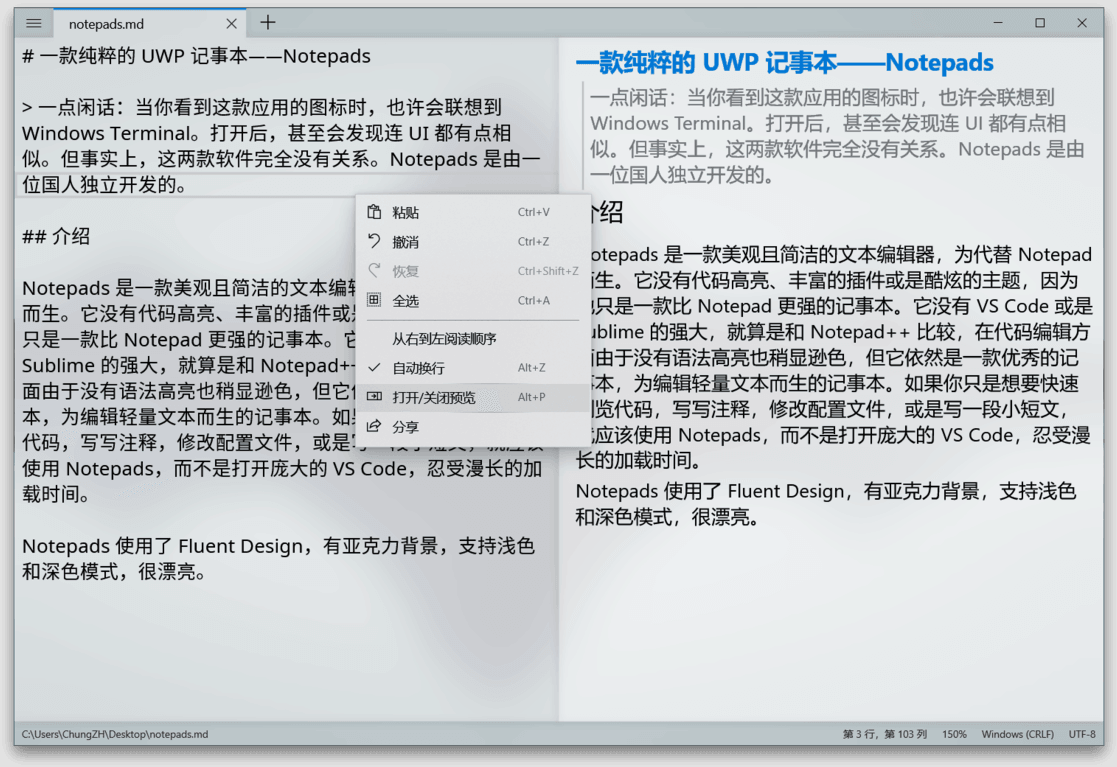 notepads.md
# 一款纯粹的 UWP 记事本——Notepads
> 一点闲话：当你看到这款应用的图标时，也许会联想到
Windows Terminal。打开后，甚至会发现连 UI 都有点相
似。但事实上，这两款软件完全没有关系。Notepads 是由一
位国人独立开发的。
## 介绍
Notepads 是一款美观且简洁的文本编
而生。它没有代码高亮、丰富的插件或
只是一款比 Notepad 更强的记事本。
Sublime 的强大，就算是和 Notepad+
面由于没有语法高亮也稍显逊色，但它
本，为编辑轻量文本而生的记事本。如
代码，写写注释，修改配置文件，或是
使用 Notepads，而不是打开庞大的 VS Code，忍受漫长的加
载时间。
Notepads 使用了 Fluent Design，有亚克力背景，支持浅色
和深色模式，很漂亮。
粘贴 Ctrl+V
撤消 Ctrl+Z
恢复 Ctrl+Shift+Z
全选 Ctrl+A
从右到左阅读顺序
自动换行 Alt+Z
打开/关闭预览 Alt+P
分享
一款纯粹的 UWP 记事本——Notepads
一点闲话：当你看到这款应用的图标时，也许会联想到
Windows Terminal。打开后，甚至会发现连 UI 都有点相
似。但事实上，这两款软件完全没有关系。Notepads 是由
一位国人独立开发的。
介绍
otepads 是一款美观且简洁的文本编辑器，为代替 Notepad
而生。它没有代码高亮、丰富的插件或是酷炫的主题，因为
只是一款比 Notepad 更强的记事本。它没有 VS Code 或是
ublime 的强大，就算是和 Notepad++ 比较，在代码编辑方
由于没有语法高亮也稍显逊色，但它依然是一款优秀的记
事本，为编辑轻量文本而生的记事本。如果你只是想要快速
览代码，写写注释，修改配置文件，或是写一段小短文，
应该使用 Notepads，而不是打开庞大的 VS Code，忍受漫
长的加载时间。
Notepads 使用了 Fluent Design，有亚克力背景，支持浅色
和深色模式，很漂亮。
C:\Users\ChungZH\Desktop\notepads.md 第 3 行，第 103 列 150% Windows (CRLF) UTF-8